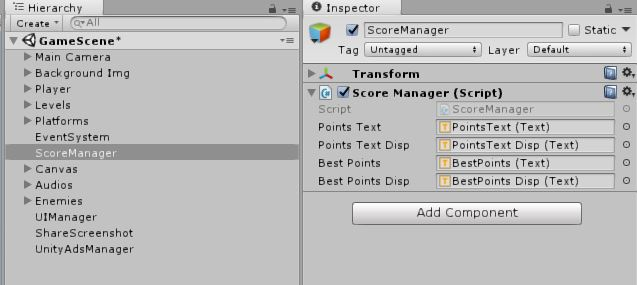 Hierarchy
Create
All
GameScene*
Main Camera
Background Img
Player
Levels
Platforms
EventSystem
ScoreManager
Canvas
Audios
Enemies
UIManager
ShareScreenshot
UnityAdsManager
Inspector
ScoreManager Static
Tag Untagged Layer Default
Transform
Score Manager (Script)
Script ScoreManager
Points Text PointsText (Text)
Points Text Disp PointsText Disp (Text)
Best Points BestPoints (Text)
Best Points Disp BestPoints Disp (Text)
Add Component